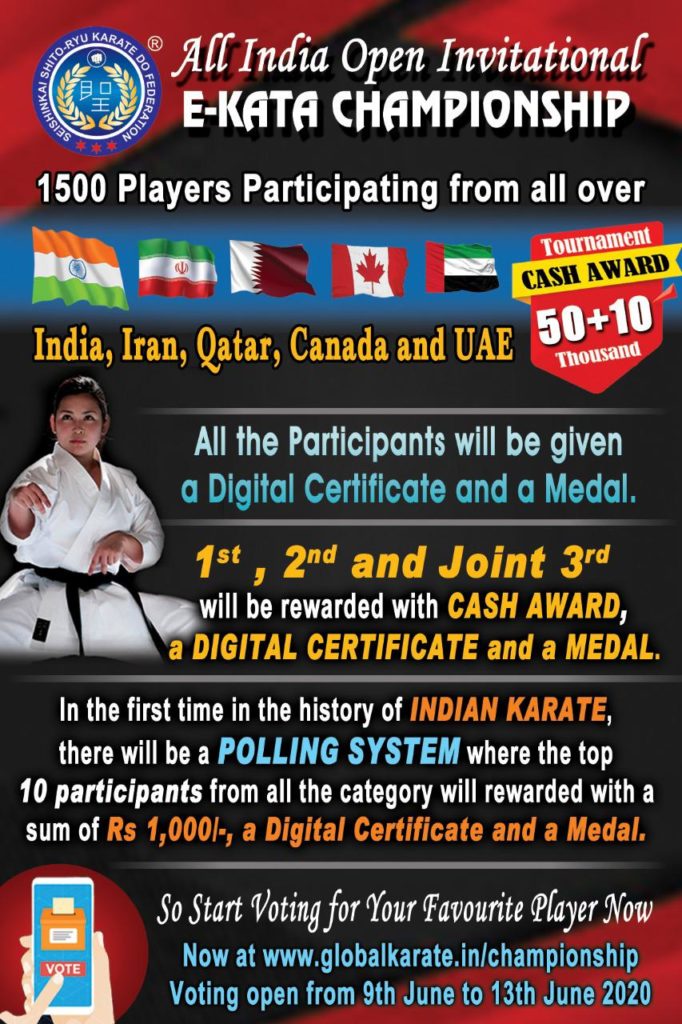 SEISHINKAI SHITO-RYU KARATE DO FEDERATION
®
All India Open Invitational
E-KATA CHAMPIONSHIP
1500 Players Participating from all over
Tournament
CASH AWARD
50+10
Thousand
India, Iran, Qatar, Canada and UAE
All the Participants will be given
a Digital Certificate and a Medal.
1st , 2nd and Joint 3rd
will be rewarded with CASH AWARD,
a DIGITAL CERTIFICATE and a MEDAL.
In the first time in the history of INDIAN KARATE,
there will be a POLLING SYSTEM where the top
10 participants from all the category will rewarded with a
sum of Rs 1,000/-, a Digital Certificate and a Medal.
VOTE
So Start Voting for Your Favourite Player Now
Now at www.globalkarate.in/championship
Voting open from 9th June to 13th June 2020